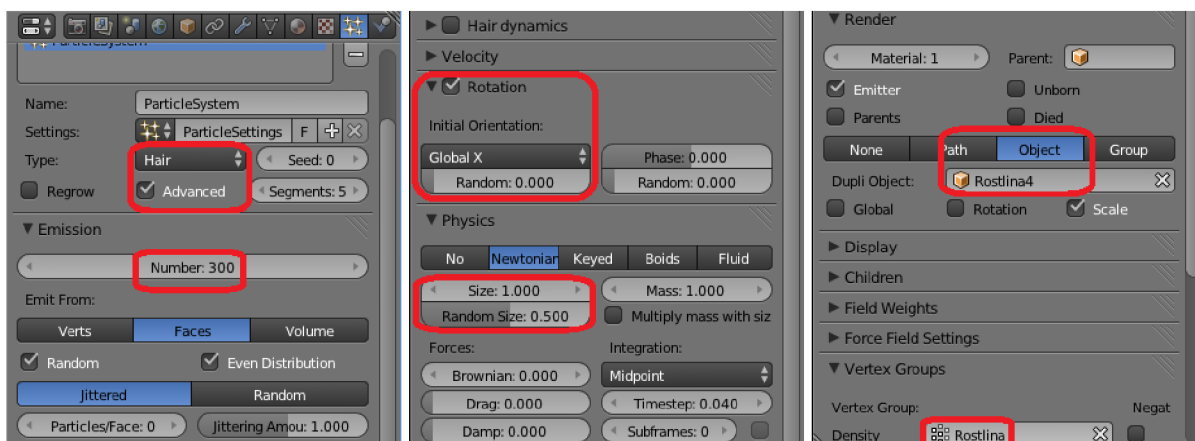 ParticleSystem
Name:
ParticleSystem
Settings:
ParticleSettings
F
Type:
Hair
Seed: 0
Regrow
Advanced
Segments: 5
Emission
Number: 300
Emit From:
Verts
Faces
Volume
Random
Even Distribution
Jittered
Random
Particles/Face: 0
Jittering Amou: 1.000
Hair dynamics
Velocity
Rotation
Initial Orientation:
Global X
Phase: 0.000
Random: 0.000
Random: 0.000
Physics
No
Newtonian
Keyed
Boids
Fluid
Size: 1.000
Mass: 1.000
Random Size: 0.500
Multiply mass with siz
Forces:
Integration:
Brownian: 0.000
Midpoint
Drag: 0.000
Timestep: 0.040
Damp: 0.000
Subframes: 0
Render
Material: 1
Parent:
Emitter
Unborn
Parents
Died
None
Path
Object
Group
Dupli Object:
Rostlina4
Global
Rotation
Scale
Display
Children
Field Weights
Force Field Settings
Vertex Groups
Vertex Group:
Negat
Density
Rostlina